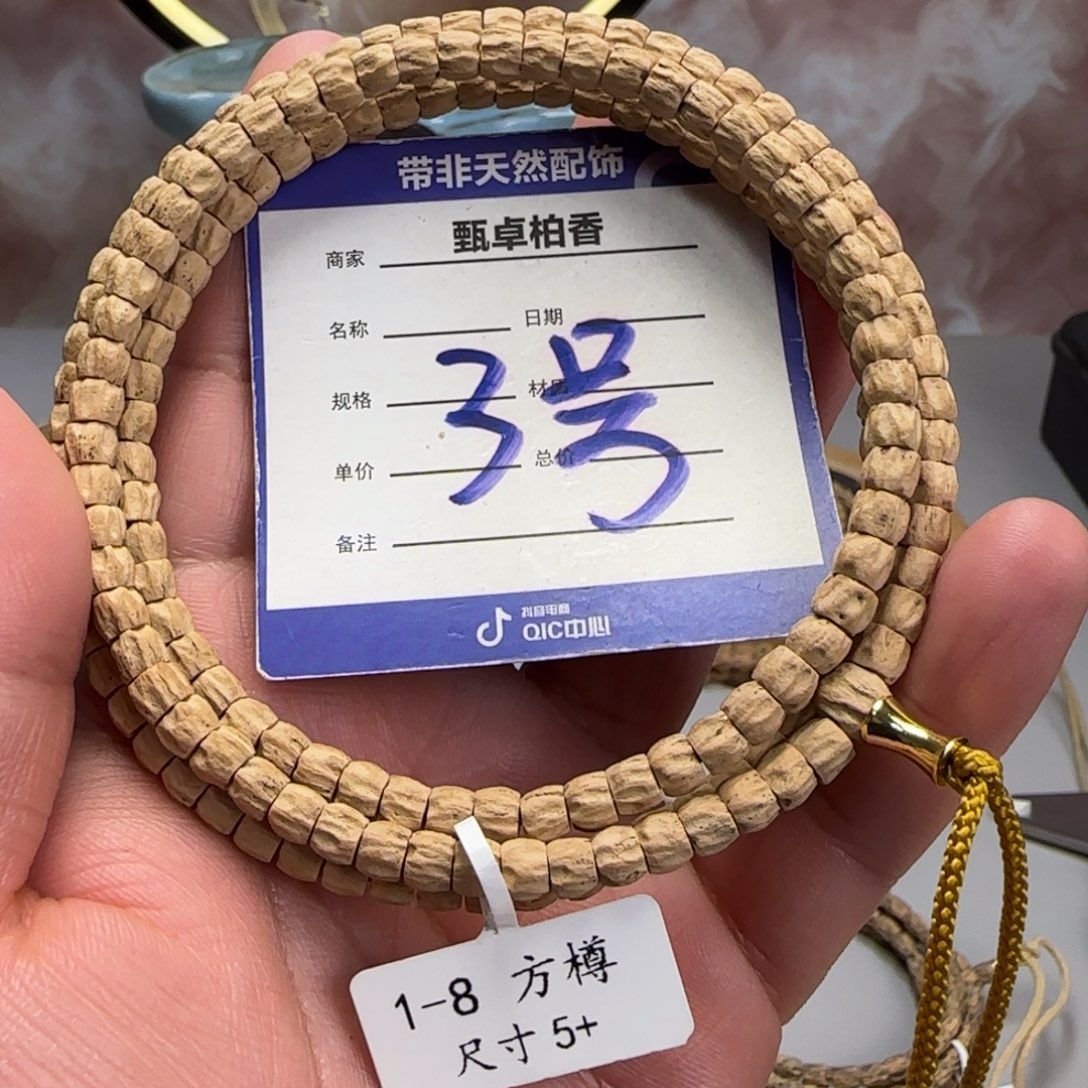 带非天然配饰
商家 甄卓柏香
名称 日期
3号
规格 材质
单价 总价
备注
抖音电商
QIC中心
1-8 方樽
尺寸 5+